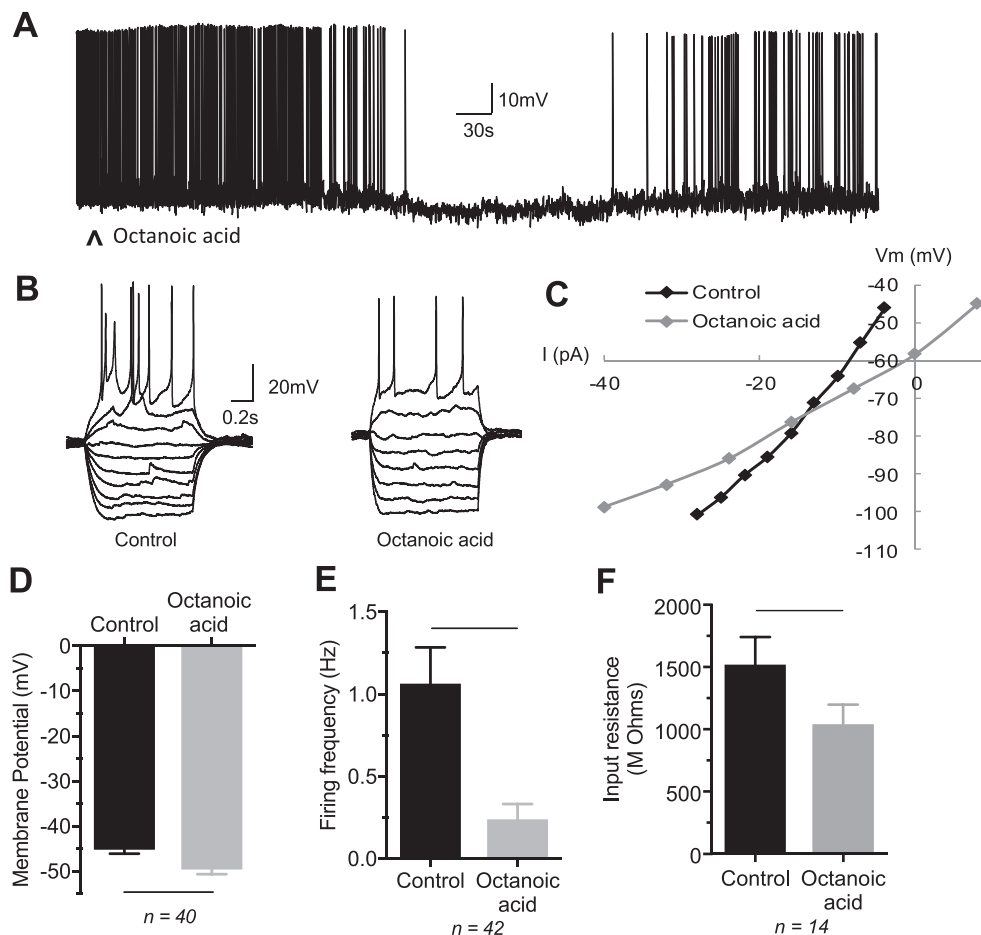 A
10mV
30s
^ Octanoic acid
B
20mV
0.2s
Control
Octanoic acid
C
Vm (mV)
Control
Octanoic acid
I (pA)
-40
-50
-60
-70
-80
-90
-100
-110
-40
-20
0
D
Control
Octanoic
acid
Membrane Potential (mV)
0
-10
-20
-30
-40
-50
n = 40
E
Firing frequency (Hz)
1.5
1.0
0.5
0.0
Control
Octanoic
acid
n = 42
F
Input resistance
(M Ohms)
2000
1500
1000
500
0
Control
Octanoic
acid
n = 14